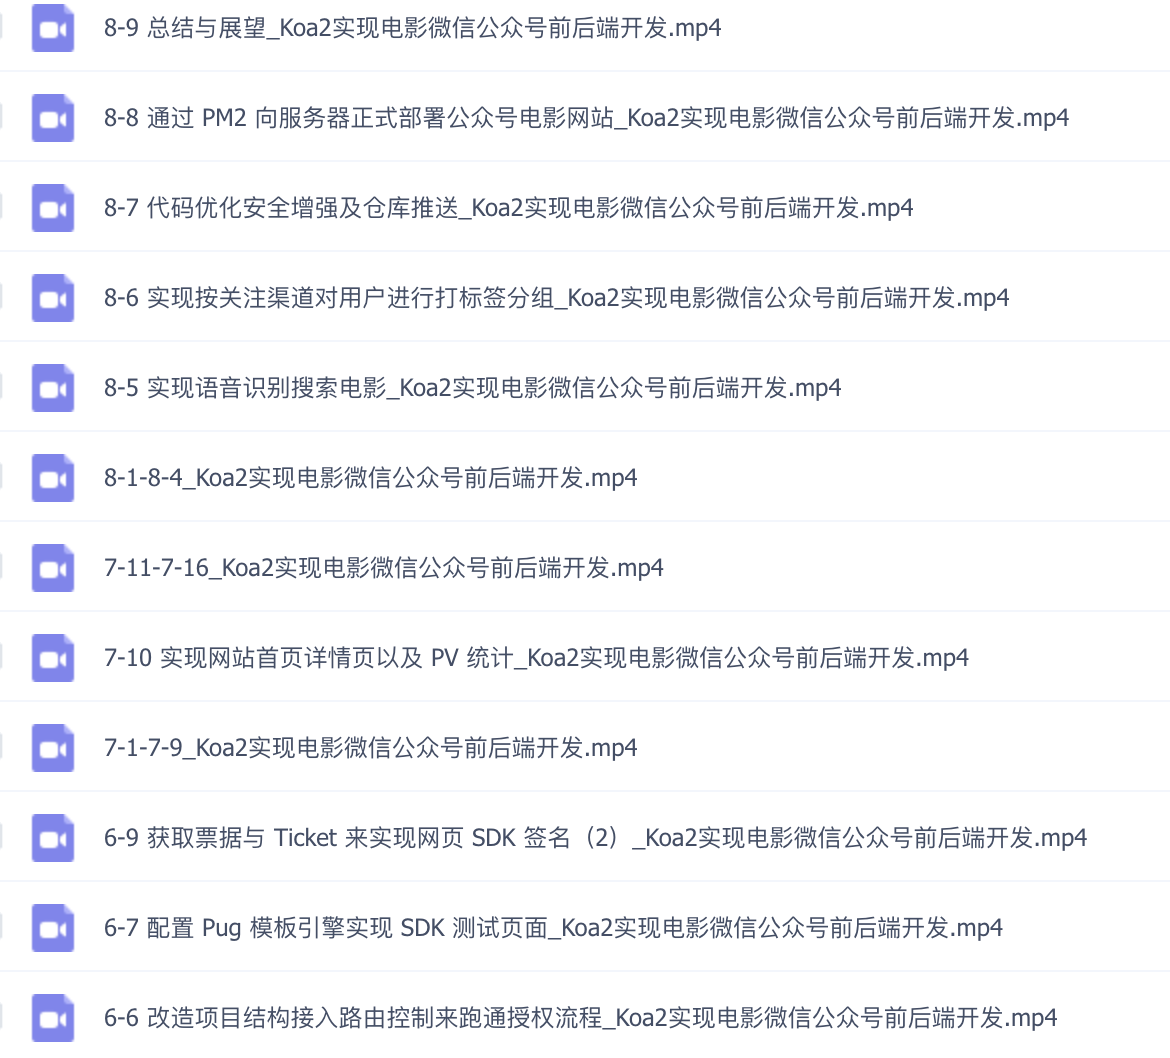 8-9 总结与展望_Koa2实现电影微信公众号前后端开发.mp4
8-8 通过 PM2 向服务器正式部署公众号电影网站_Koa2实现电影微信公众号前后端开发.mp4
8-7 代码优化安全增强及仓库推送_Koa2实现电影微信公众号前后端开发.mp4
8-6 实现按关注渠道对用户进行打标签分组_Koa2实现电影微信公众号前后端开发.mp4
8-5 实现语音识别搜索电影_Koa2实现电影微信公众号前后端开发.mp4
8-1-8-4_Koa2实现电影微信公众号前后端开发.mp4
7-11-7-16_Koa2实现电影微信公众号前后端开发.mp4
7-10 实现网站首页详情页以及 PV 统计_Koa2实现电影微信公众号前后端开发.mp4
7-1-7-9_Koa2实现电影微信公众号前后端开发.mp4
6-9 获取票据与 Ticket 来实现网页 SDK 签名（2）_Koa2实现电影微信公众号前后端开发.mp4
6-7 配置 Pug 模板引擎实现 SDK 测试页面_Koa2实现电影微信公众号前后端开发.mp4
6-6 改造项目结构接入路由控制来跑通授权流程_Koa2实现电影微信公众号前后端开发.mp4